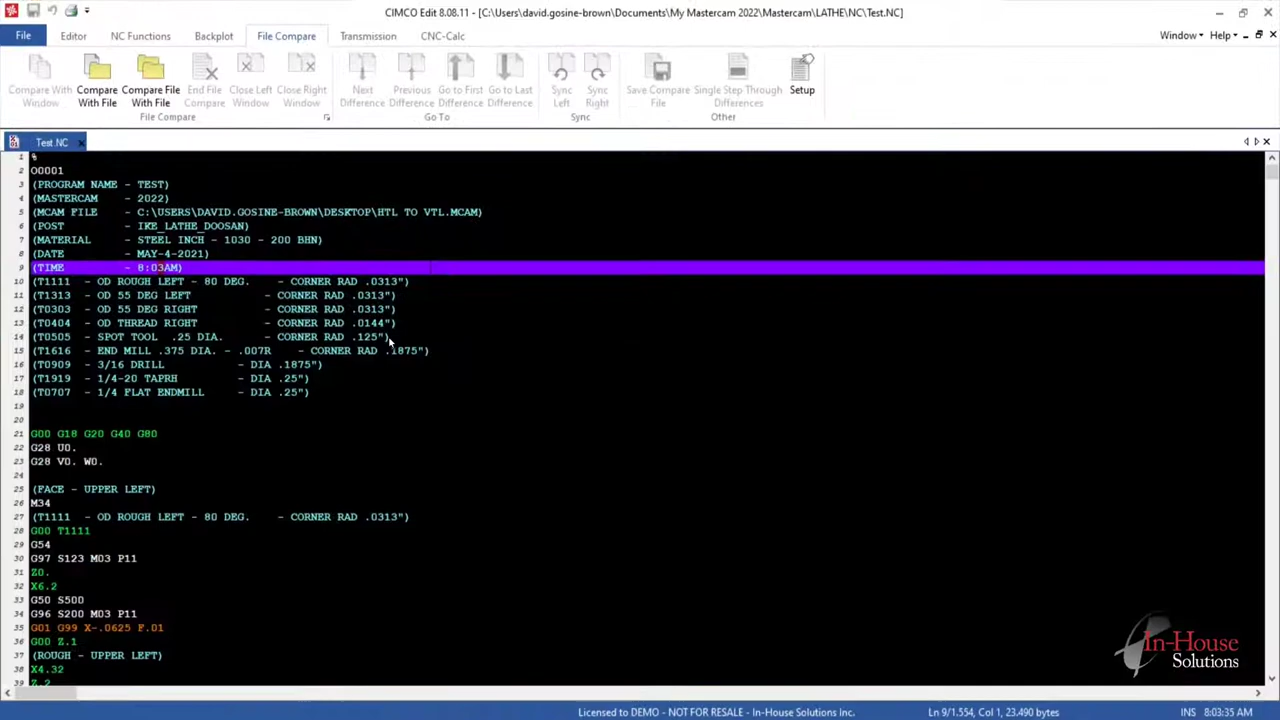 CIMCO Edit 8.08.11 - [C:\Users\david.gosine-brown\Documents\My Mastercam 2022\Mastercam\LATHE\NC\Test.NC]
File Editor NC Functions Backplot File Compare Transmission CNC-Calc Window Help
Compare With Window
Compare With File
Compare File With File
End File Compare
Close Left Window
Close Right Window
Next Difference
Previous Difference
Go to First Difference
Go to Last Difference
Sync Left
Sync Right
Save Compare File
Single Step Through Differences
Setup
File Compare Go To Sync Other
Test.NC
1 %
2 O0001
3 (PROGRAM NAME - TEST)
4 (MASTERCAM - 2022)
5 (MCAM FILE - C:\USERS\DAVID.GOSINE-BROWN\DESKTOP\HTL TO VTL.MCAM)
6 (POST - IKE_LATHE_DOOSAN)
7 (MATERIAL - STEEL INCH - 1030 - 200 BHN)
8 (DATE - MAY-4-2021)
9 (TIME - 8:03AM)
10 (T1111 - OD ROUGH LEFT - 80 DEG. - CORNER RAD .0313")
11 (T1313 - OD 55 DEG LEFT - CORNER RAD .0313")
12 (T0303 - OD 55 DEG RIGHT - CORNER RAD .0313")
13 (T0404 - OD THREAD RIGHT - CORNER RAD .0144")
14 (T0505 - SPOT TOOL .25 DIA. - CORNER RAD .125")
15 (T1616 - END MILL .375 DIA. - .007R - CORNER RAD .1875")
16 (T0909 - 3/16 DRILL - DIA .1875")
17 (T1919 - 1/4-20 TAPRH - DIA .25")
18 (T0707 - 1/4 FLAT ENDMILL - DIA .25")
19
20
21 G00 G18 G20 G40 G80
22 G28 U0.
23 G28 V0. W0.
24
25 (FACE - UPPER LEFT)
26 M34
27 (T1111 - OD ROUGH LEFT - 80 DEG. - CORNER RAD .0313")
28 G00 T1111
29 G54
30 G97 S123 M03 P11
31 Z0.
32 X6.2
33 G50 S500
34 G96 S200 M03 P11
35 G01 G99 X-.0625 F.01
36 G00 Z.1
37 (ROUGH - UPPER LEFT)
38 X4.32
39 Z.2
In-House Solutions
Licensed to DEMO - NOT FOR RESALE - In-House Solutions Inc. Ln 9/1.554, Col 1, 23.490 bytes INS 8:03:35 AM